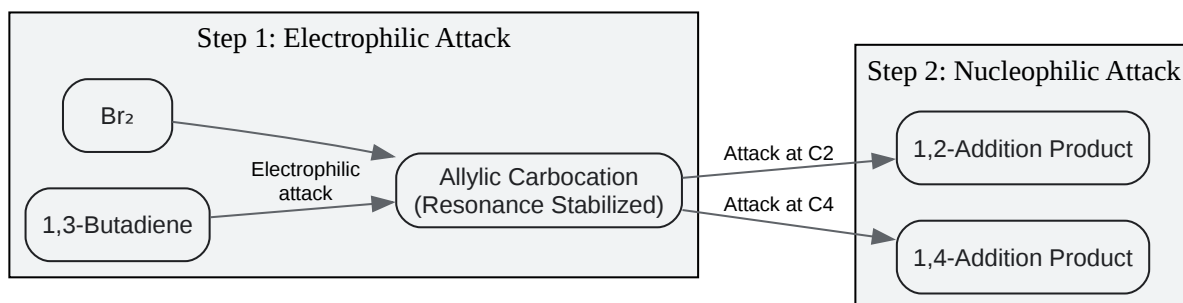 Step 1: Electrophilic Attack
Br₂
1,3-Butadiene
Electrophilic
attack
Allylic Carbocation
(Resonance Stabilized)
Attack at C2
Attack at C4
Step 2: Nucleophilic Attack
1,2-Addition Product
1,4-Addition Product